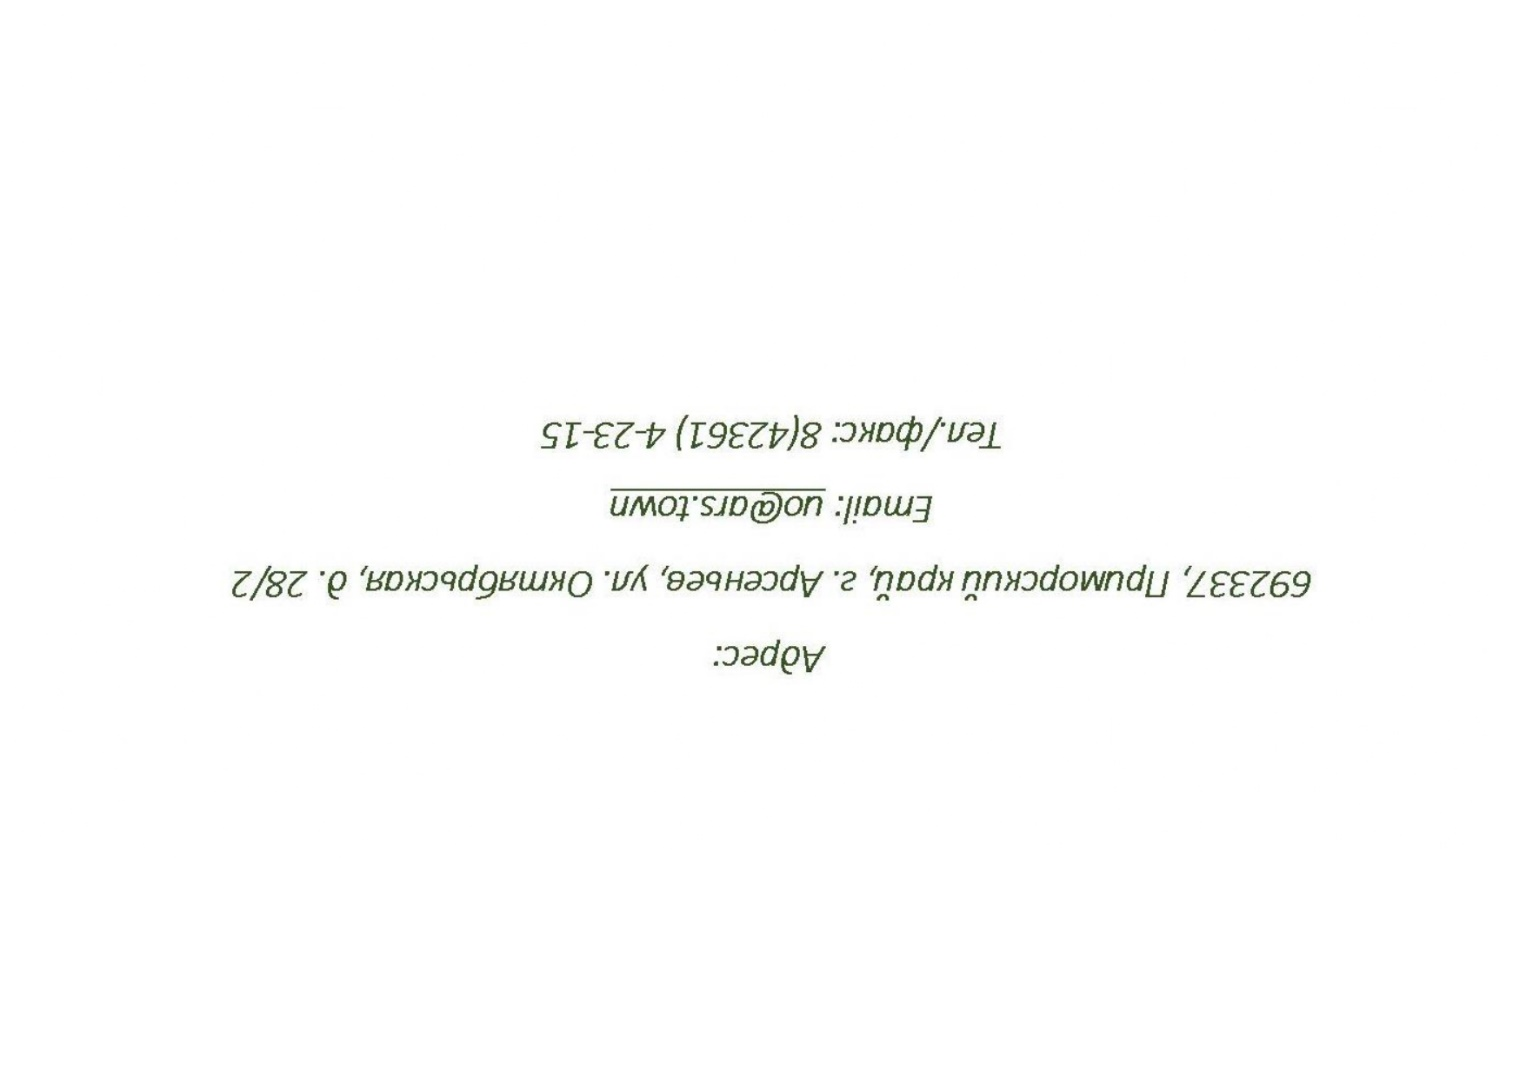 Адрес:
692337, Приморский край, г. Арсеньев, ул. Октябрьская, д. 28/2
Email: uo@ars.town
Тел./факс: 8(42361) 4-23-15